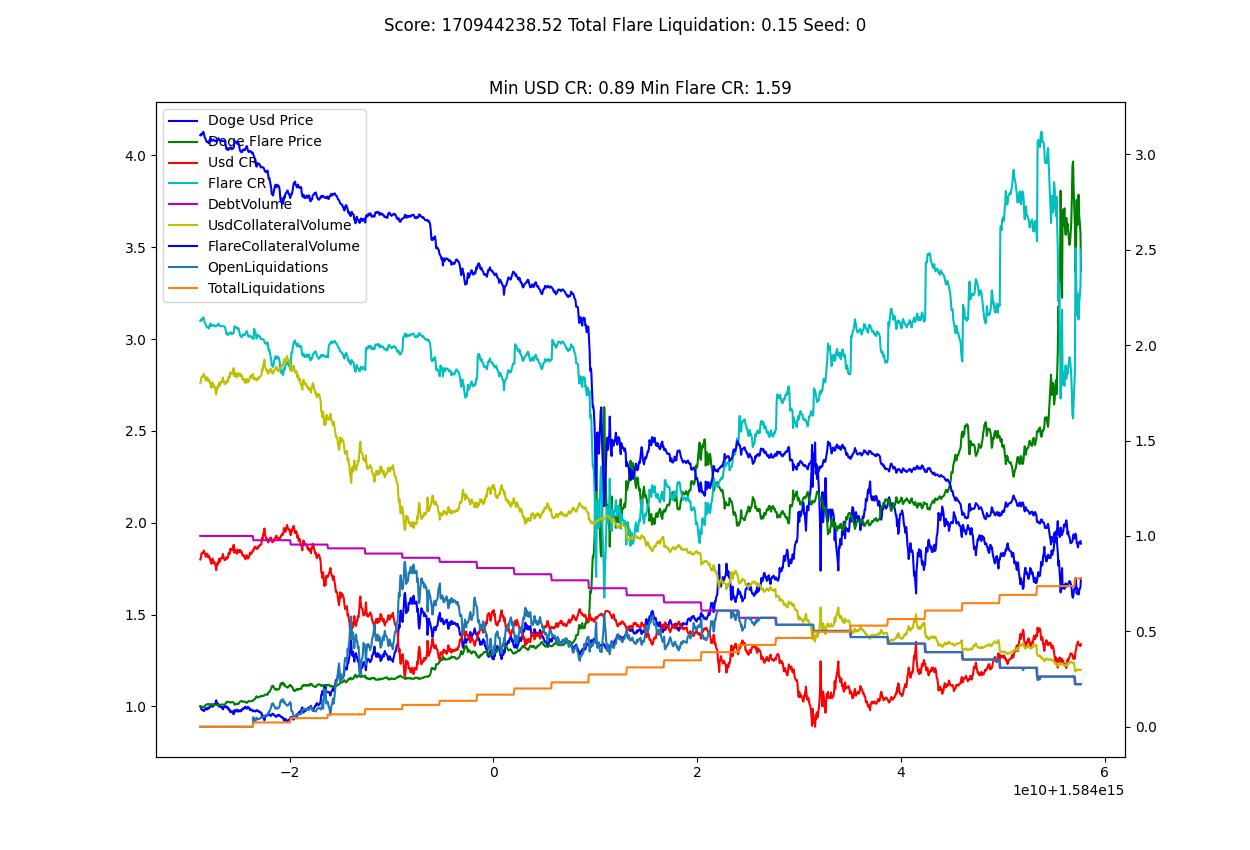 Score: 170944238.52 Total Flare Liquidation: 0.15 Seed: 0
Min USD CR: 0.89 Min Flare CR: 1.59
Doge Usd Price
Doge Flare Price
Usd CR
Flare CR
DebtVolume
UsdCollateralVolume
FlareCollateralVolume
OpenLiquidations
TotalLiquidations
4.0
3.5
3.0
2.5
2.0
1.5
1.0
3.0
2.5
2.0
1.5
1.0
0.5
0.0
−2 0 2 4 6
1e10+1.584e15